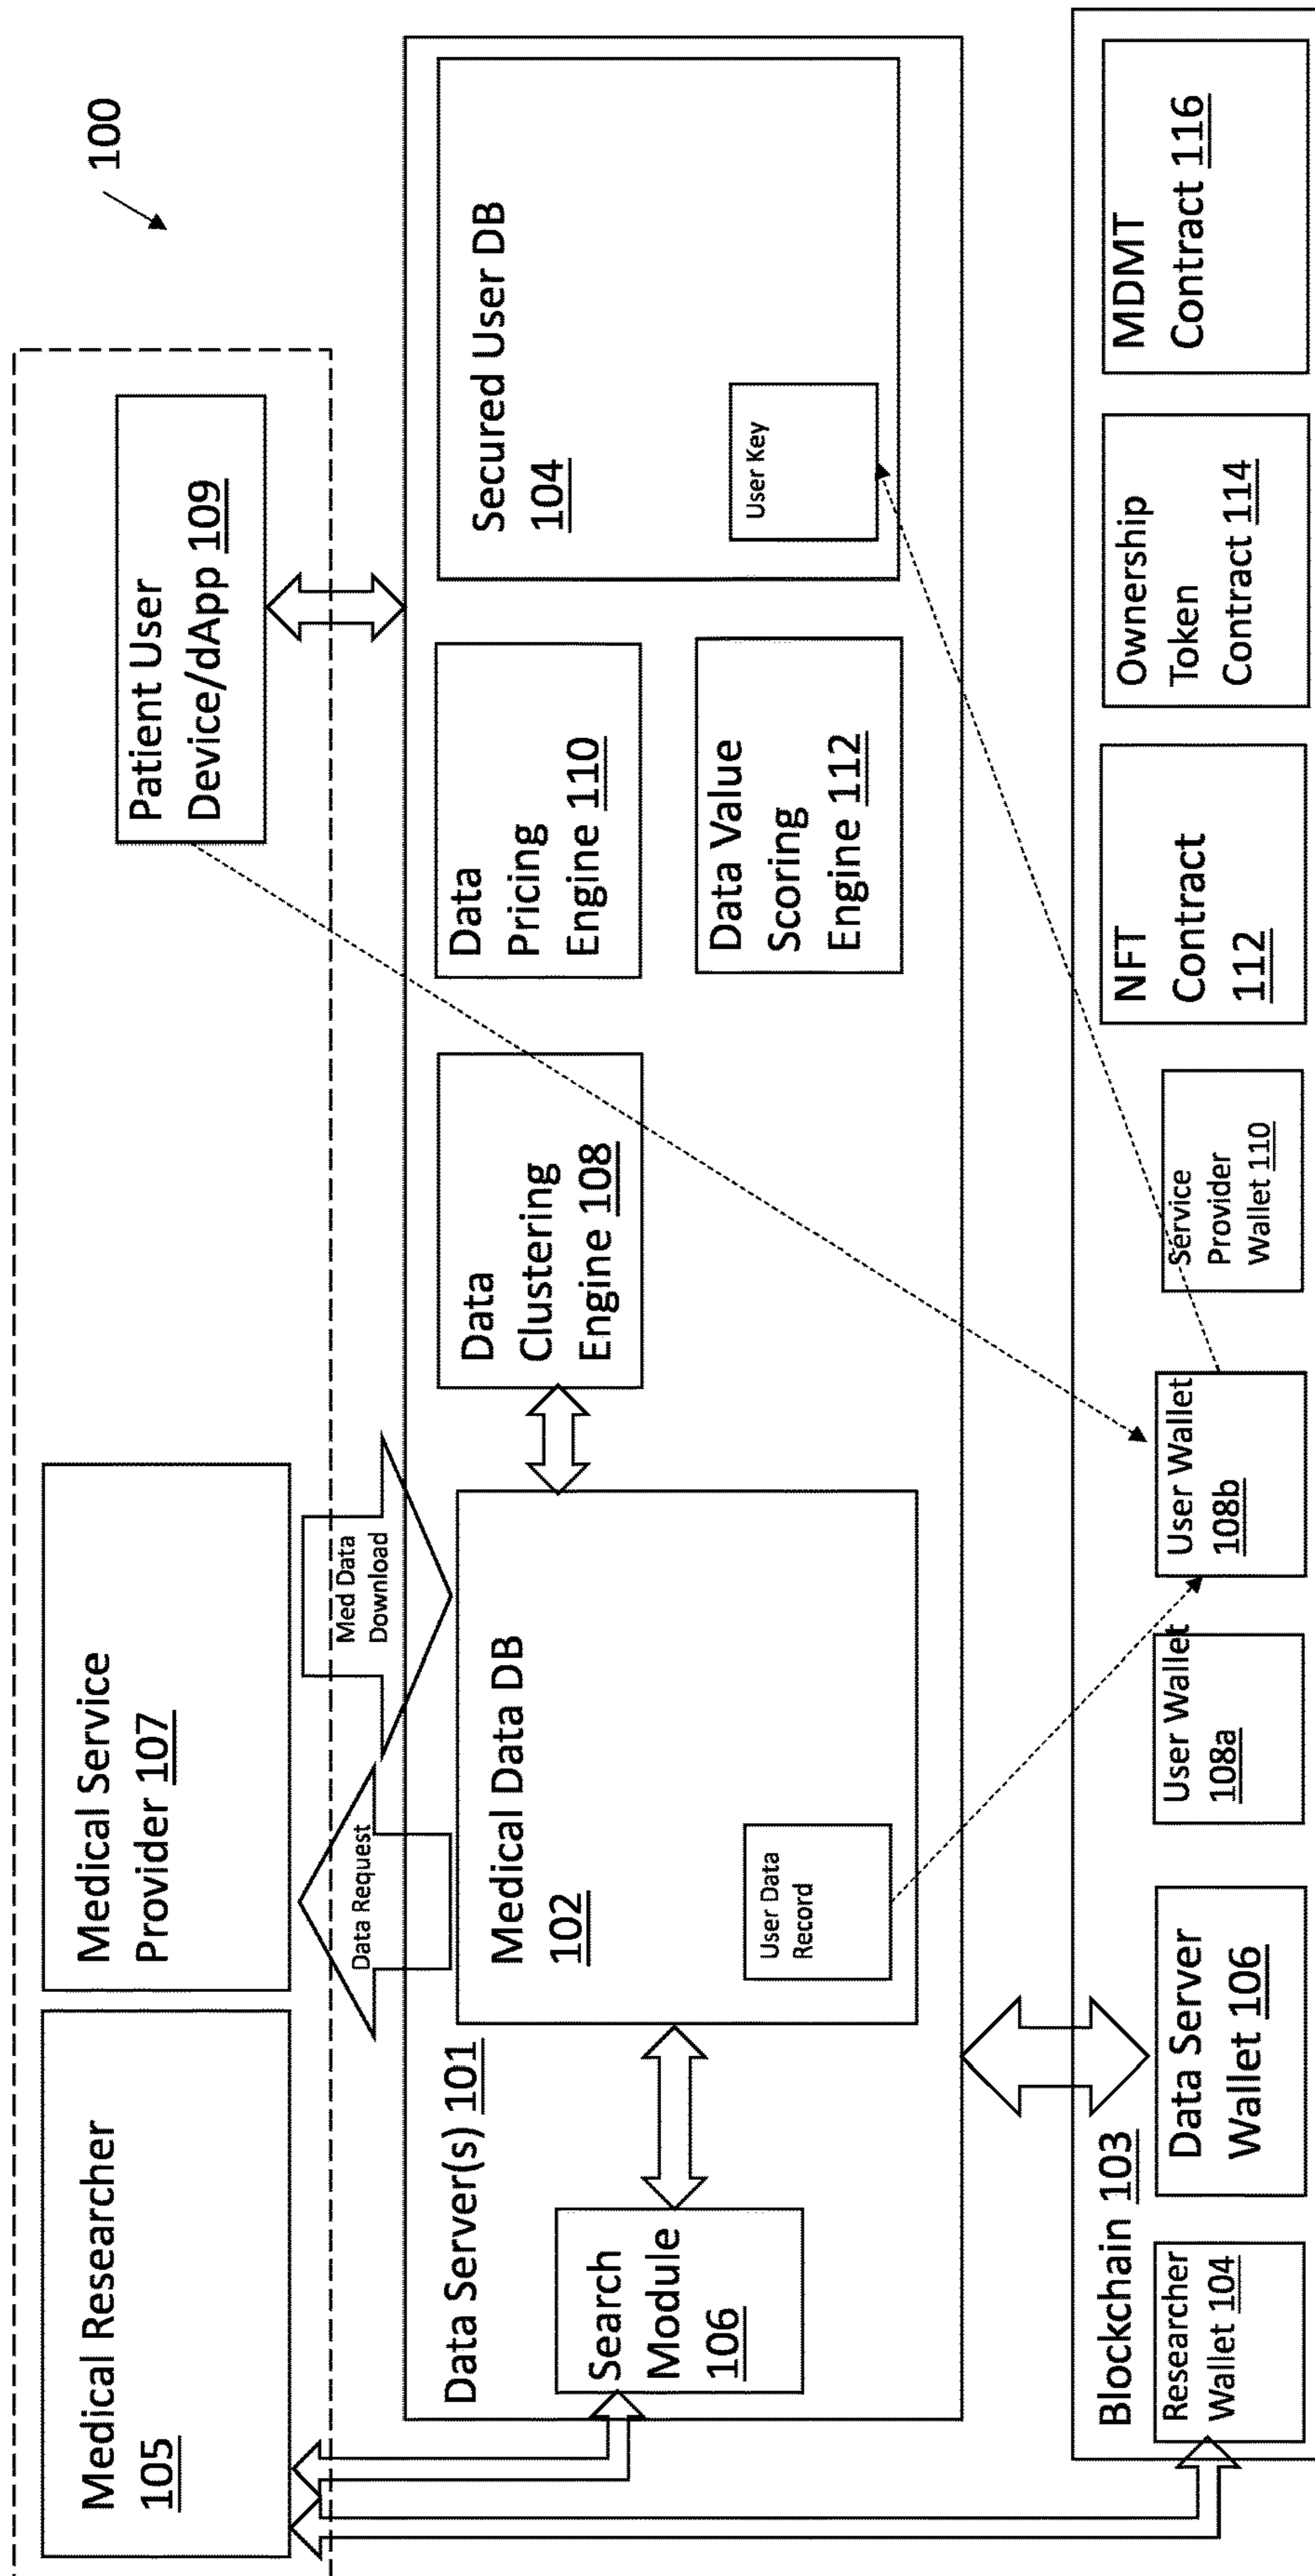 100
Medical Researcher
105
Medical Service
Provider 107
Patient User
Device/dApp 109
Data Request
Med Data
Download
Data Server(s) 101
Search
Module
106
Medical Data DB
102
User Data
Record
Data
Clustering
Engine 108
Data
Pricing
Engine 110
Data Value
Scoring
Engine 112
Secured User DB
104
User Key
Blockchain 103
Researcher
Wallet 104
Data Server
Wallet 106
User Wallet
108a
User Wallet
108b
Service
Provider
Wallet 110
NFT
Contract
112
Ownership
Token
Contract 114
MDMT
Contract 116